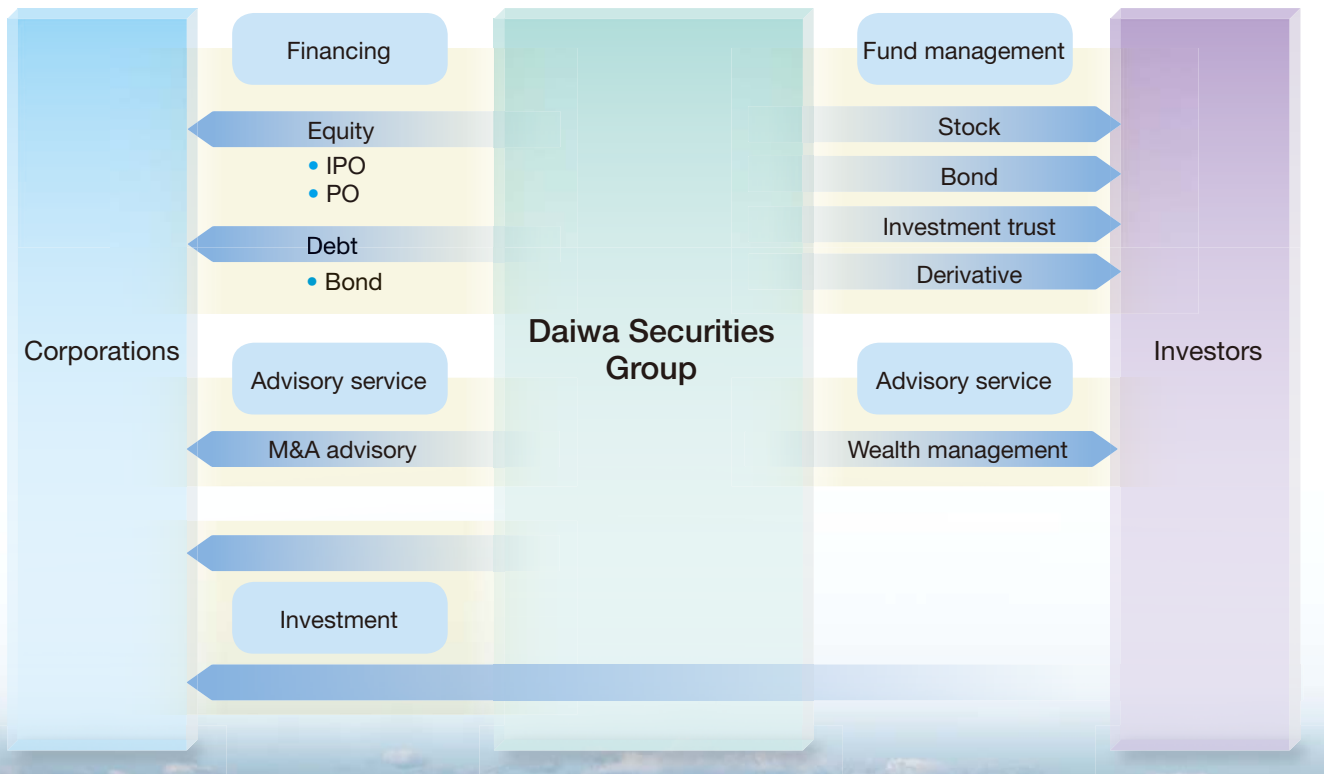 Financing
Equity
• IPO
• PO
Debt
• Bond
Corporations
Advisory service
M&A advisory
Investment
Daiwa Securities
Group
Fund management
Stock
Bond
Investment trust
Derivative
Advisory service
Wealth management
Investors